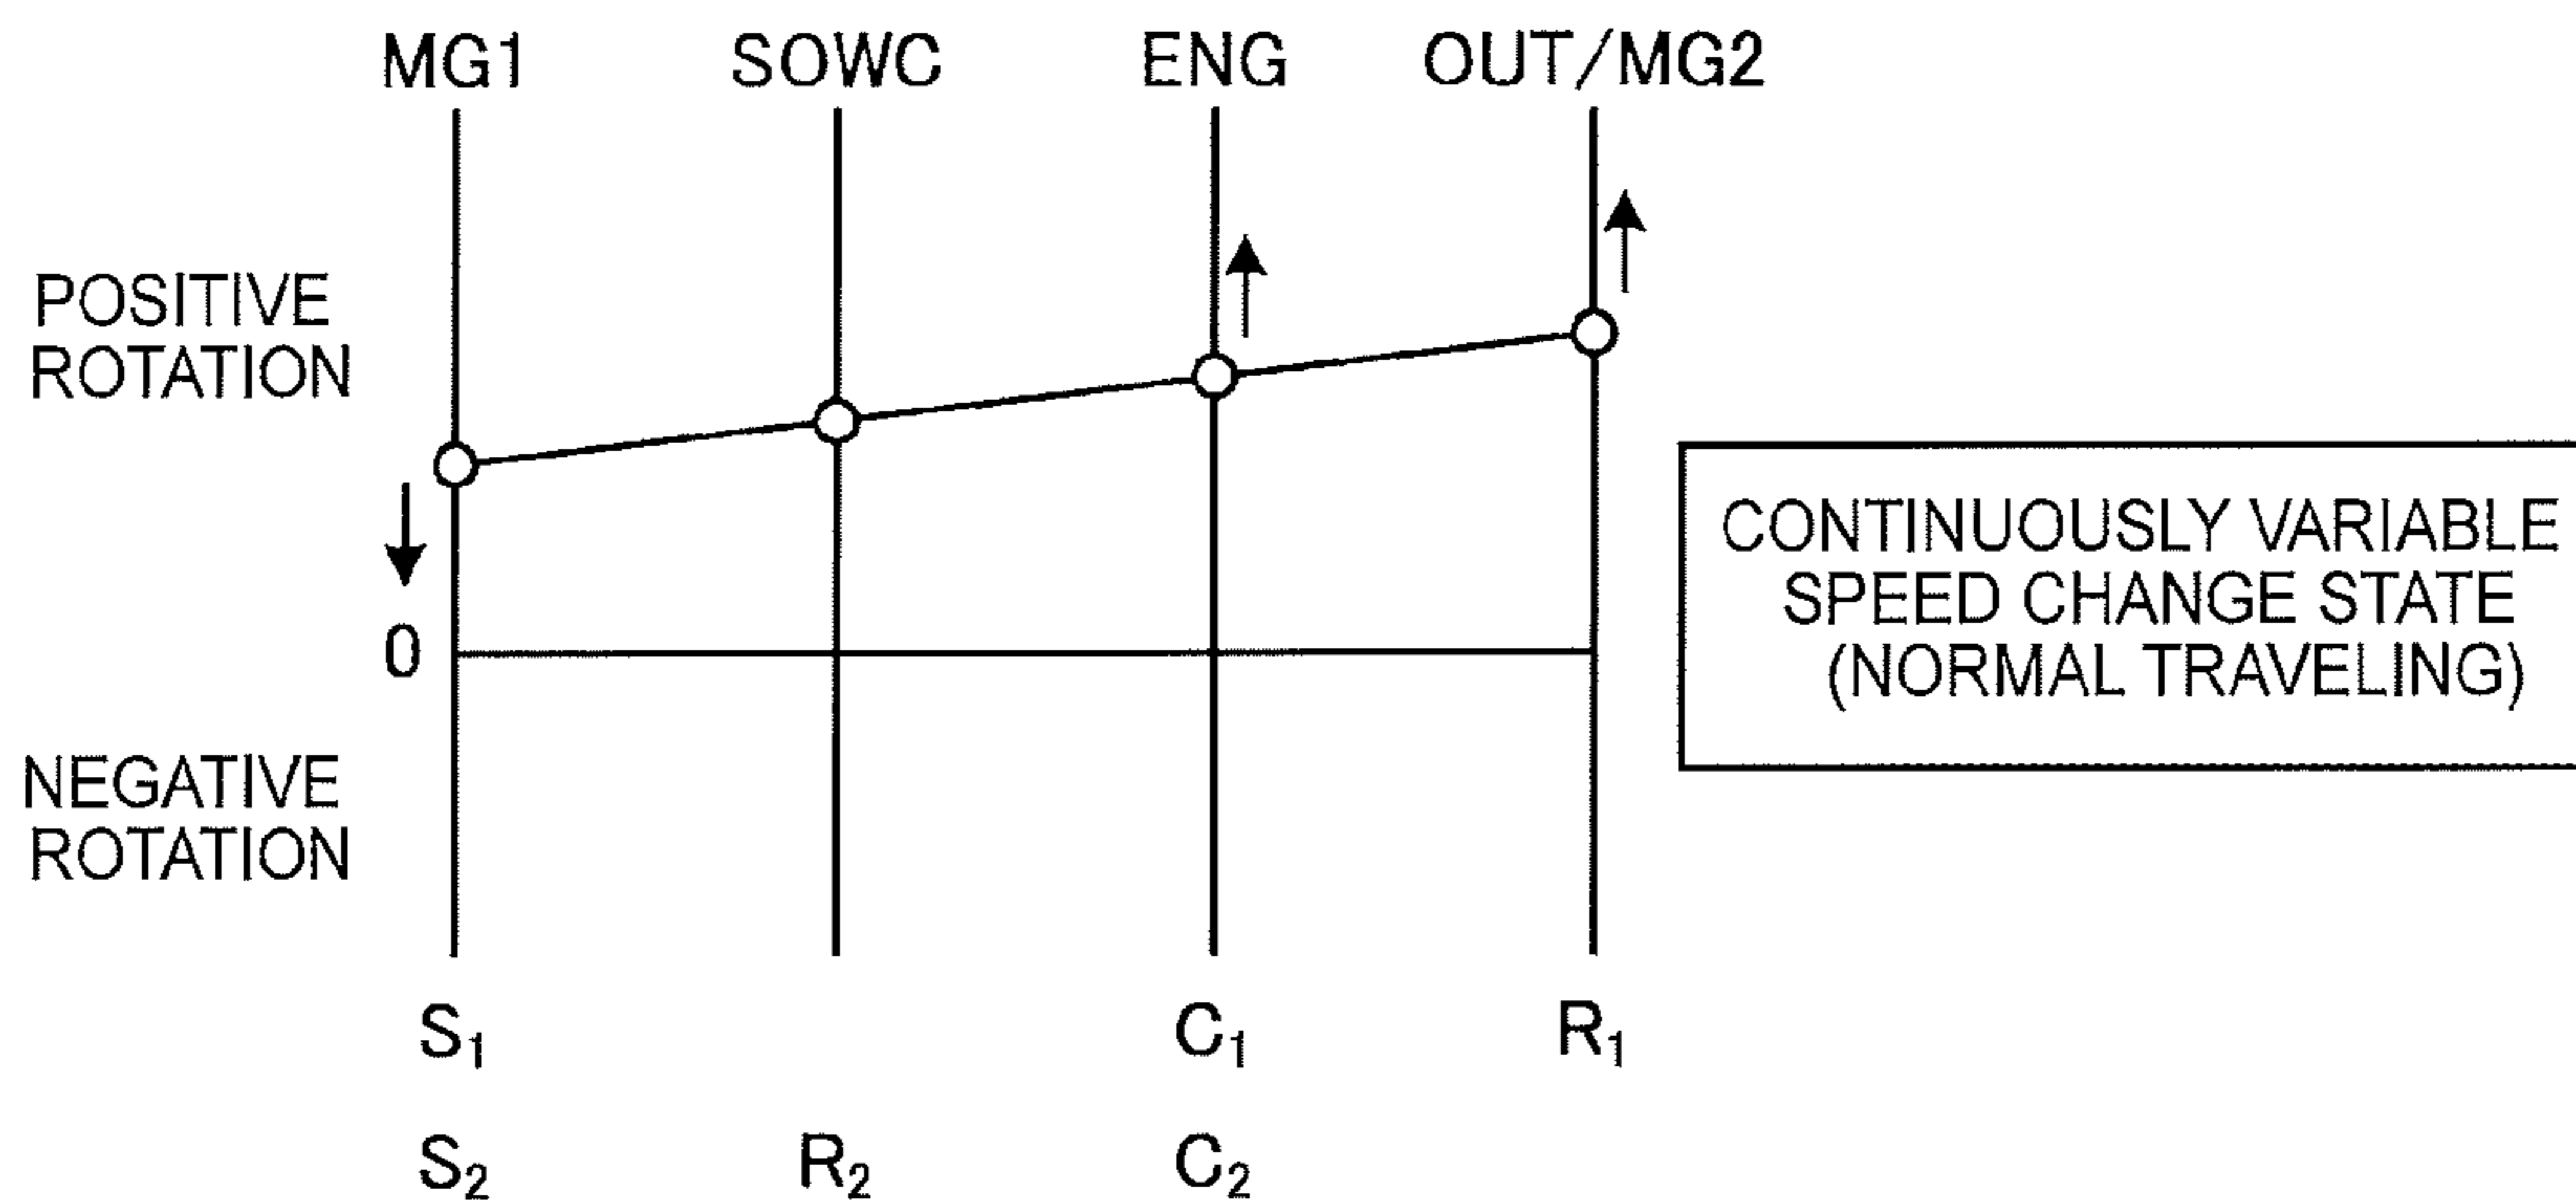 MG1 SOWC ENG OUT/MG2
POSITIVE
ROTATION
CONTINUOUSLY VARIABLE
SPEED CHANGE STATE
(NORMAL TRAVELING)
0
NEGATIVE
ROTATION
S₁ C₁ R₁
S₂ R₂ C₂